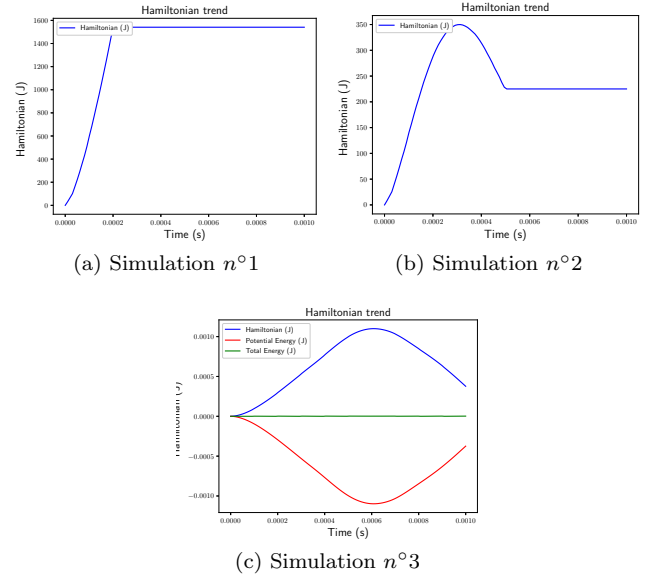 Hamiltonian trend
Hamiltonian (J)
Hamiltonian (J)
1600
1400
1200
1000
800
600
400
200
0
0.0000 0.0002 0.0004 0.0006 0.0008 0.0010
Time (s)
(a) Simulation n°1
Hamiltonian trend
Hamiltonian (J)
Hamiltonian (J)
350
300
250
200
150
100
50
0
0.0000 0.0002 0.0004 0.0006 0.0008 0.0010
Time (s)
(b) Simulation n°2
Hamiltonian trend
Hamiltonian (J)
Potential Energy (J)
Total Energy (J)
Hamiltonian (J)
0.0010
0.0005
0.0000
−0.0005
−0.0010
0.0000 0.0002 0.0004 0.0006 0.0008 0.0010
Time (s)
(c) Simulation n°3